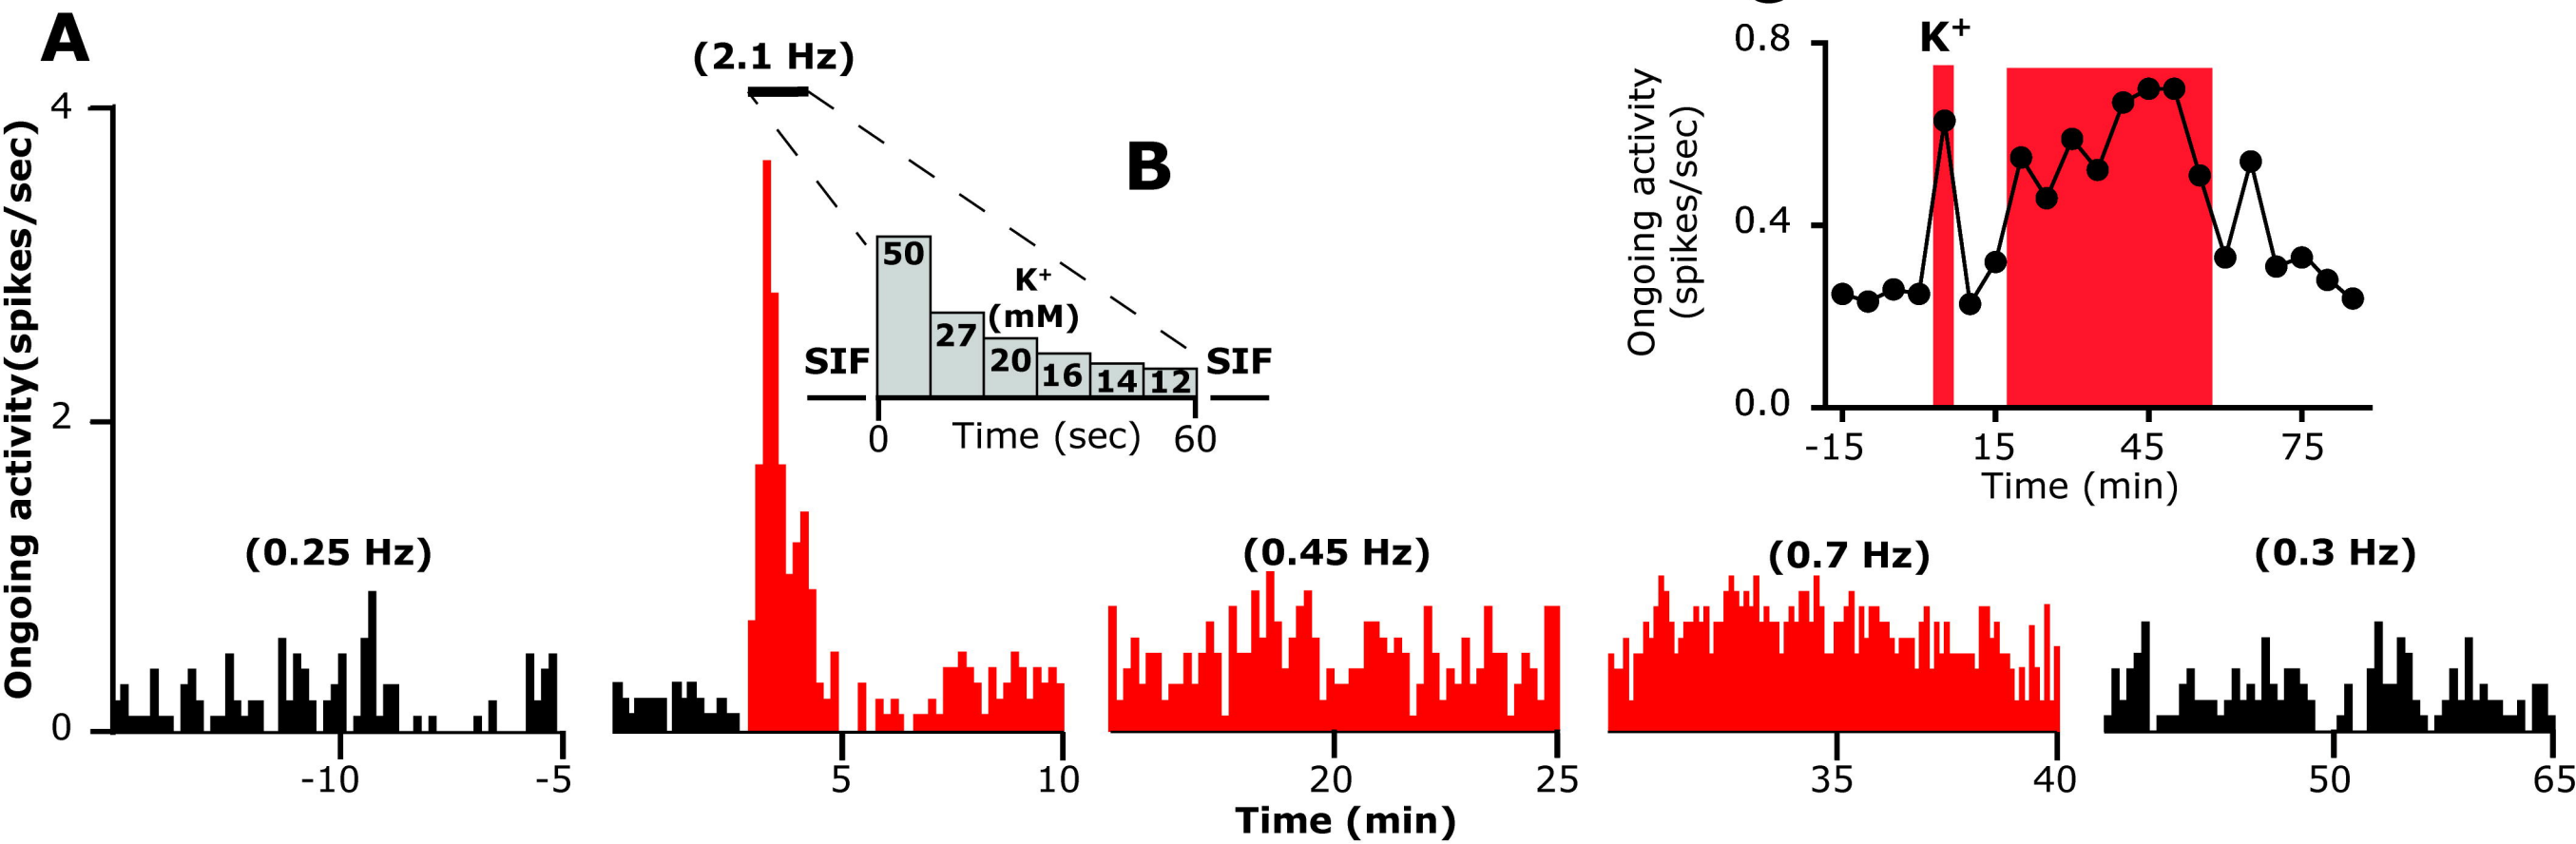 A
Ongoing activity(spikes/sec)
4
2
0
(2.1 Hz)
(0.25 Hz)
(0.45 Hz)
(0.7 Hz)
(0.3 Hz)
-10
-5
5
10
20
25
35
40
50
65
Time (min)
B
50
27
20
16
14
12
K+
(mM)
SIF
SIF
0
60
Time (sec)
K+
Ongoing activity
(spikes/sec)
0.8
0.4
0.0
-15
15
45
75
Time (min)